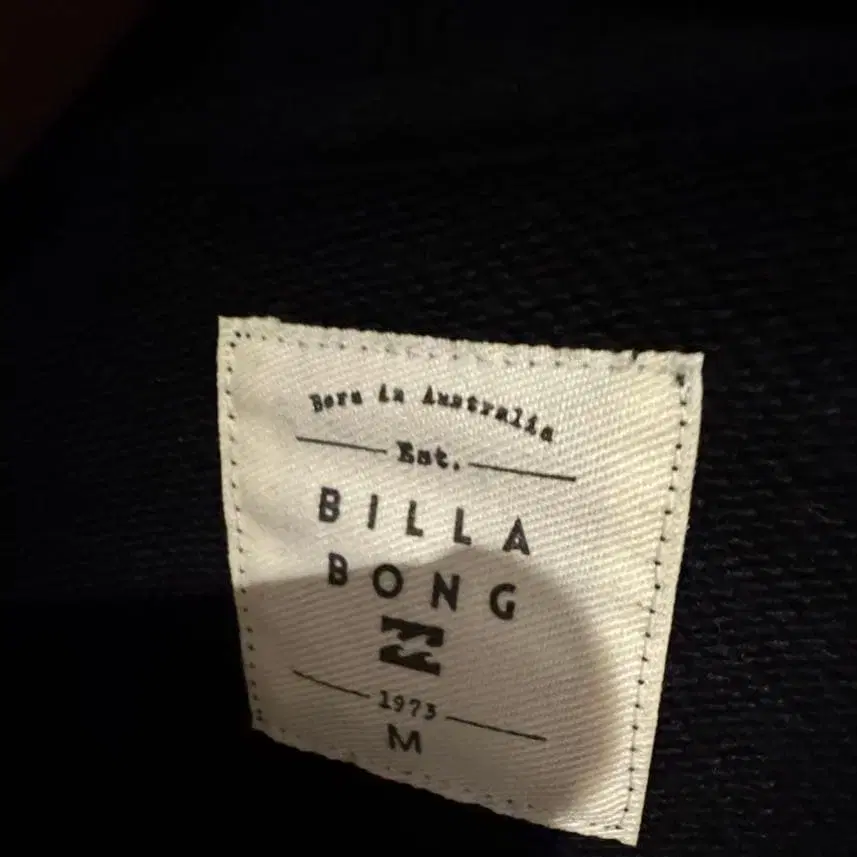 Born in Australia
Est.
BILLA
BONG
1973
M